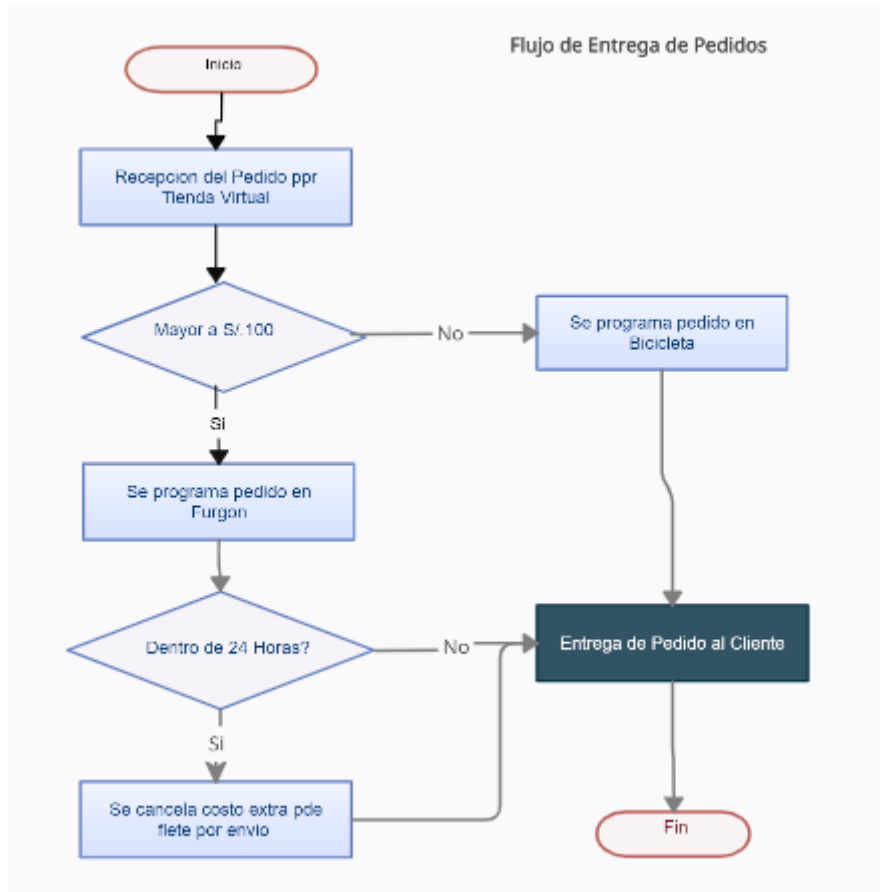 Flujo de Entrega de Pedidos
Inicio
Recepcion del Pedido ppr
Tienda Virtual
Mayor a S/.100
No
Se programa pedido en
Bicicleta
Si
Se programa pedido en
Furgon
Dentro de 24 Horas?
No
Entrega de Pedido al Cliente
Si
Se cancela costo extra pde
flete por envio
Fin